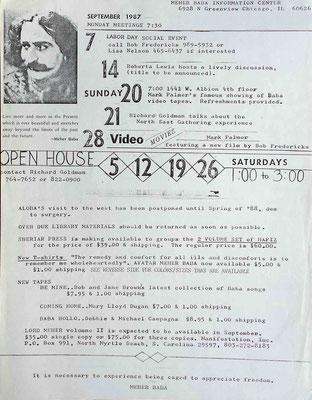 MEHER BABA INFORMATION CENTER
6928 N Greenview Chicago, IL 60626
SEPTEMBER 1987
MONDAY MEETINGS 7:30
7 LABOR DAY SOCIAL EVENT
call Bob Fredericks 989-5932 or
Dale Nelson 465-6437 if interested
14 Roberta Lewis hosts a lively discussion,
(title to be announced).
SUNDAY 20 7:00 1442 W. Albion 4th floor
Mark Palmer's famous showing of Baba
video tapes. Refreshments provided.
21 Richard Goldman talks about the
North East Gathering experience
28 Video MOVIES Mark Palmer
featuring a new film by Bob Fredericks
Live more and more in the Present
which is ever beautiful and stretches
away beyond the limits of the past
and the future.
—Meher Baba
OPEN HOUSE 5 12 19 26 SATURDAYS
1:00 to 3:00
contact Richard Goldman
764-7652 or 822-0900
ALOBA'S visit to the west has been postponed until Spring of '88, due
to surgery.
OVER DUE LIBRARY MATERIALS should be returned as soon as possible.
SHERIAR PRESS is making available to groups the 2 VOLUME SET of HAFIZ
for the price of $39.00 & shipping. The regular price is $60.00.
New T-shirts "The remedy and comfort for all ills and discomforts is to
remember me wholeheartedly". AVATAR MEHER BABA now available $5.00 &
$1.00 shipping SEE REVERSE SIDE FOR COLORS/SIZES THAT ARE AVAILABLE
NEW TAPES
BE MINE, Bob and Jane Brown's latest collection of Baba songs
$7.95 & 1.00 shipping
COMING HOME, Mary Lloyd Dugan $7.00 & 1.00 shipping
BABA HOLLO, Debbie & Michael Campagna $8.95 & 1.00 shipping
LORD MEHER volumn II is expected to be available in September.
$35.00 single copy or $75.00 for three copies. Manifestation, Inc.
P.O. Box 991, North Myrtle Beach, S. Carolina 29597, 803-272-8183
It is necessary to experience being caged to appreciate freedom.
MEHER BABA